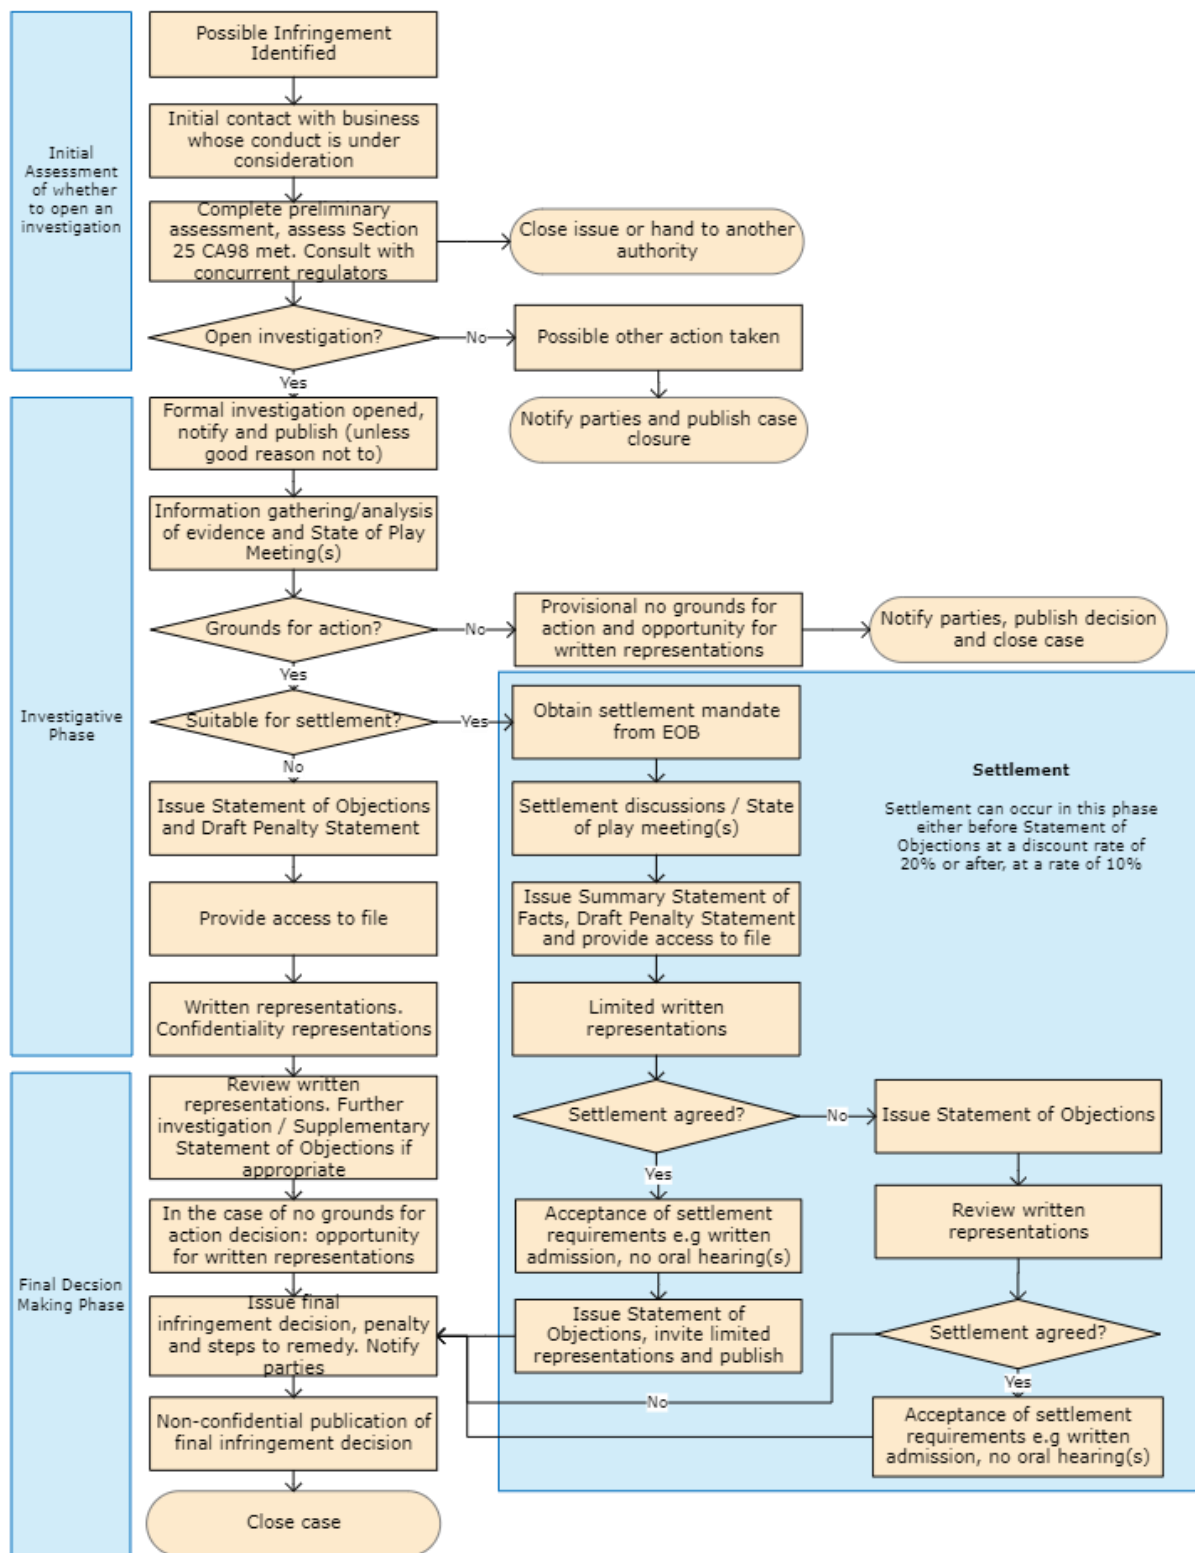 Possible Infringement
Identified
Initial contact with business
whose conduct is under
consideration
Initial
Assessment
of whether
to open an
investigation
Complete preliminary
assessment, assess Section
25 CA98 met. Consult with
concurrent regulators
Close issue or hand to another
authority
Open investigation?
No
Possible other action taken
Yes
Formal investigation opened,
notify and publish (unless
good reason not to)
Notify parties and publish case
closure
Information gathering/analysis
of evidence and State of Play
Meeting(s)
Grounds for action?
No
Provisional no grounds for
action and opportunity for
written representations
Notify parties, publish decision
and close case
Yes
Investigative
Phase
Suitable for settlement?
Yes
Obtain settlement mandate
from EOB
No
Settlement
Settlement can occur in this phase
either before Statement of
Objections at a discount rate of
20% or after, at a rate of 10%
Issue Statement of Objections
and Draft Penalty Statement
Settlement discussions / State
of play meeting(s)
Provide access to file
Issue Summary Statement of
Facts, Draft Penalty Statement
and provide access to file
Written representations.
Confidentiality representations
Limited written
representations
Review written
representations. Further
investigation / Supplementary
Statement of Objections if
appropriate
Settlement agreed?
No
Issue Statement of Objections
Yes
In the case of no grounds for
action decision: opportunity
for written representations
Acceptance of settlement
requirements e.g written
admission, no oral hearing(s)
Review written
representations
Final Decsion
Making Phase
Issue final
infringement decision, penalty
and steps to remedy. Notify
parties
Issue Statement of
Objections, invite limited
representations and publish
Settlement agreed?
Yes
No
Non-confidential publication of
final infringement decision
Acceptance of settlement
requirements e.g written
admission, no oral hearing(s)
Close case